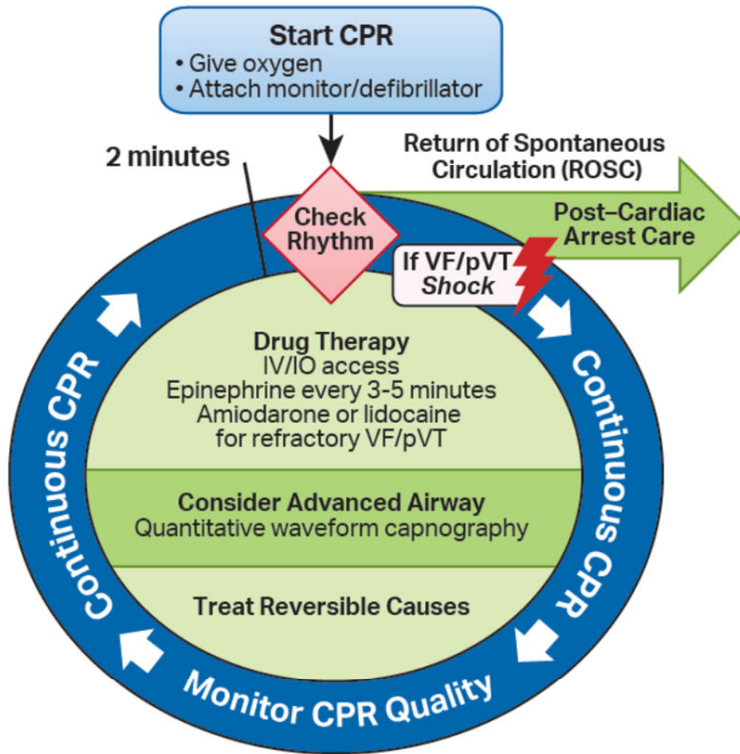 Start CPR
• Give oxygen
• Attach monitor/defibrillator
2 minutes
Return of Spontaneous
Circulation (ROSC)
Check
Rhythm
Post–Cardiac
Arrest Care
If VF/pVT
Shock
Drug Therapy
IV/IO access
Epinephrine every 3-5 minutes
Amiodarone or lidocaine
for refractory VF/pVT
Consider Advanced Airway
Quantitative waveform capnography
Treat Reversible Causes
Continuous CPR
Monitor CPR Quality
Continuous CPR